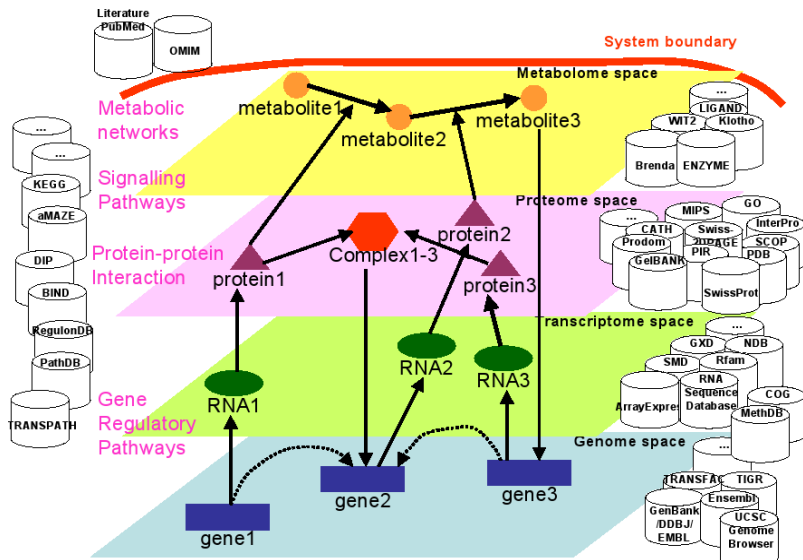 Literature
PubMed
OMIM
System boundary
Metabolome space
Metabolic
networks
metabolite1
metabolite2
metabolite3
...
LIGAND
WIT2
Klotho
Brenda
ENZYME
...
...
KEGG
aMAZE
Signalling
Pathways
Proteome space
...
MIPS
GO
CATH
Swiss-
2DPAGE
InterPro
Prodom
PIR
SCOP
GelBANK
PDB
SwissProt
Protein-protein
Interaction
protein1
Complex1-3
protein2
protein3
DIP
BIND
RegulonDB
PathDB
TRANSPATH
Transcriptome space
...
GXD
NDB
SMD
Rfam
RNA
Sequence
Database
ArrayExpres
COG
MethDB
RNA1
RNA2
RNA3
Gene
Regulatory
Pathways
Genome space
...
TRANSFAC
TIGR
GenBank
/DDBJ/
EMBL
Ensembl
UCSC
Genome
Browser
gene1
gene2
gene3